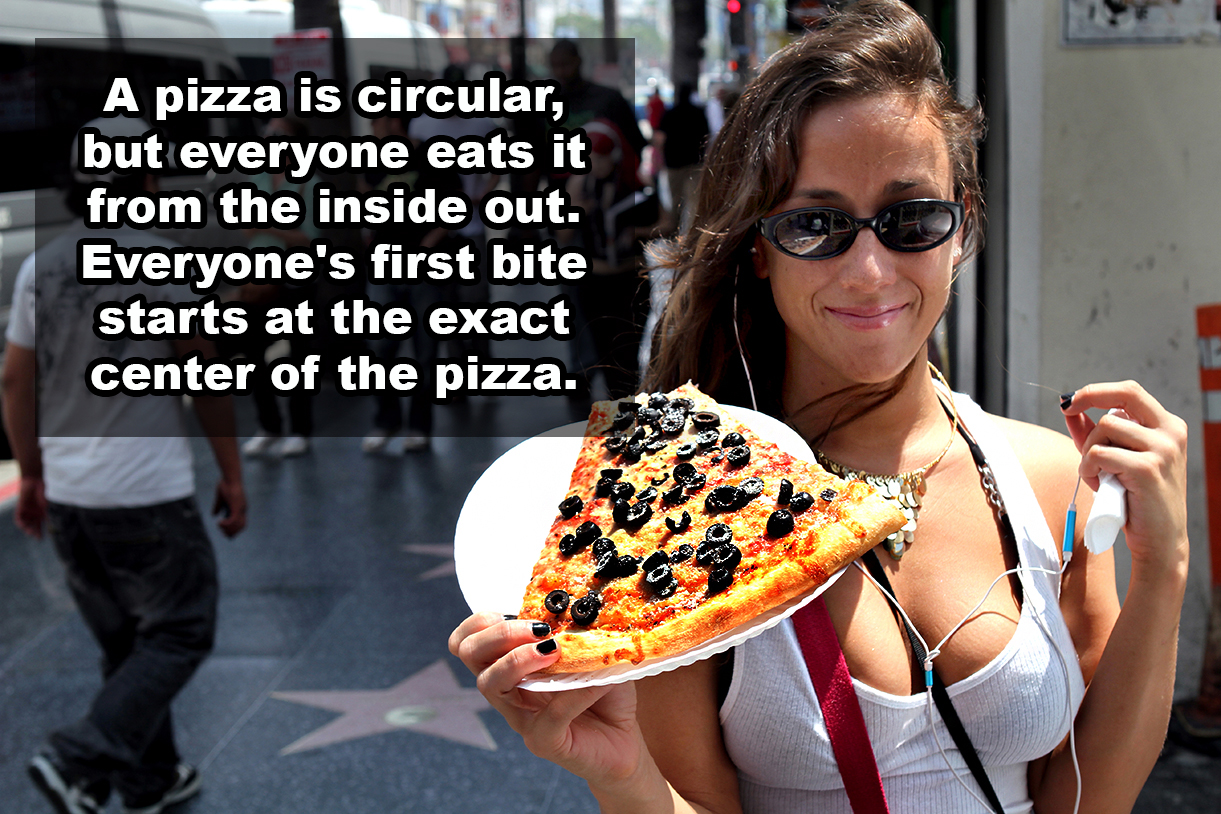 A pizza is circular,
but everyone eats it
from the inside out.
Everyone's first bite
starts at the exact
center of the pizza.